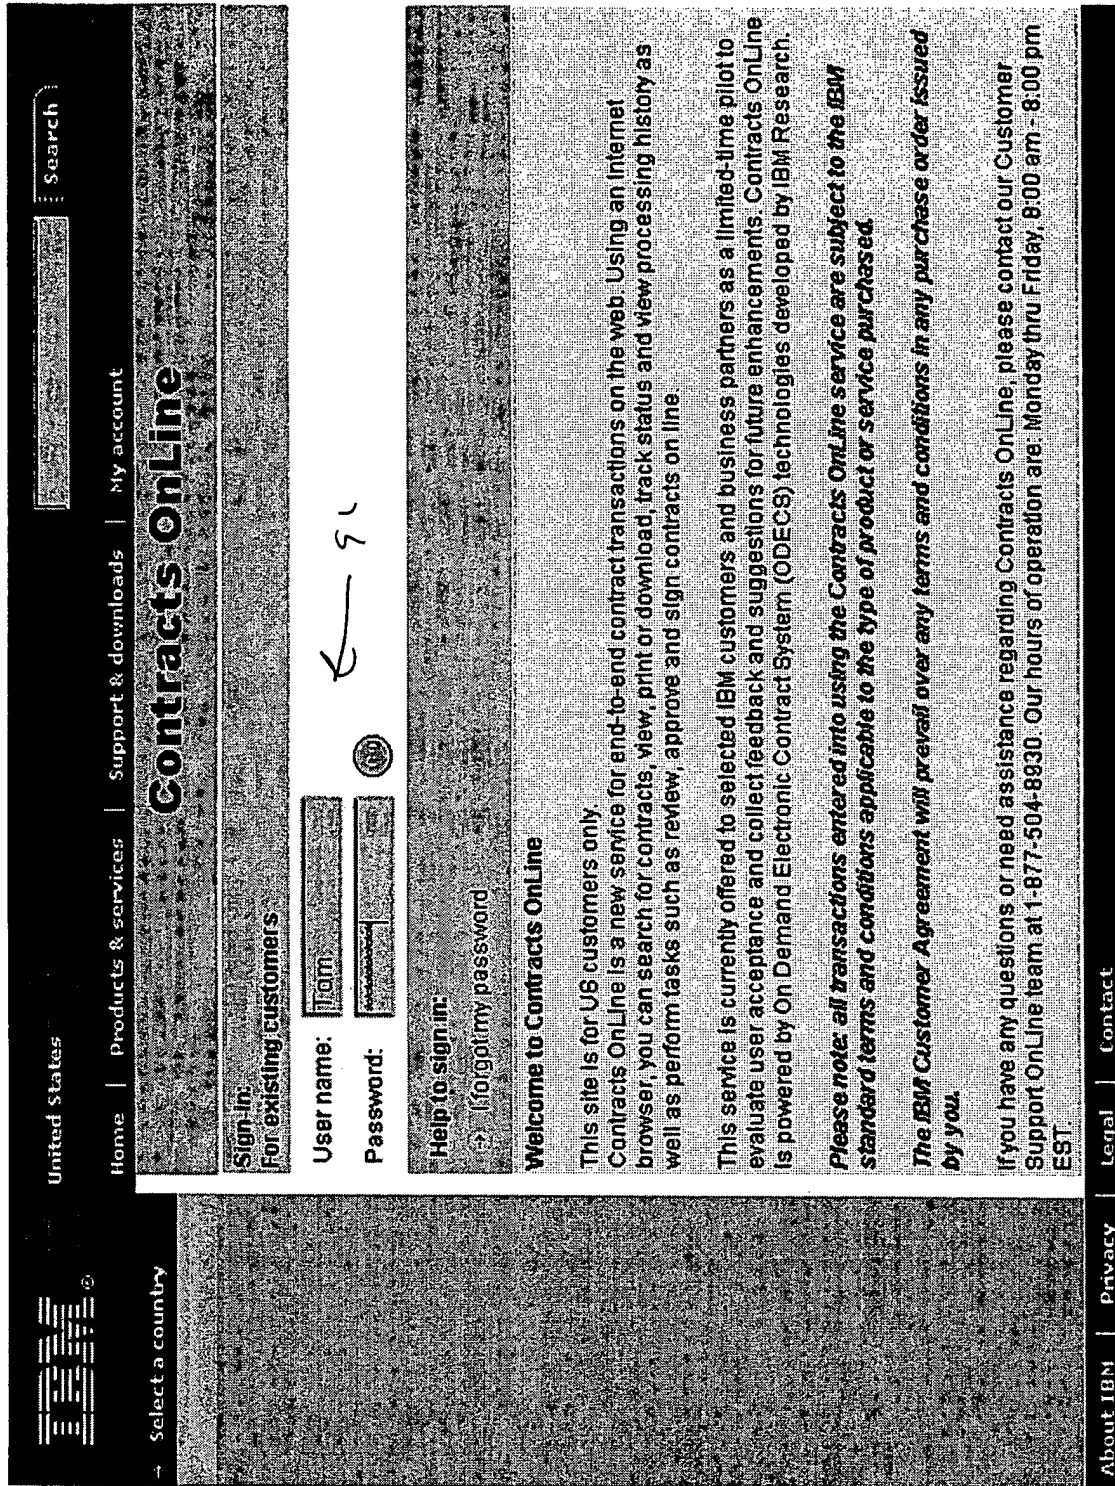 IBM®
United States
Search
Home | Products & services | Support & downloads | My account
→ Select a country
Contracts OnLine
Sign-in:
For existing customers
User name: Tom
Password: ********
Help to sign in:
→ I forgot my password
Welcome to Contracts OnLine
This site is for US customers only.
Contracts OnLine is a new service for end-to-end contract transactions on the web. Using an Internet
browser, you can search for contracts, view, print or download, track status and view processing history as
well as perform tasks such as review, approve and sign contracts on line.
This service is currently offered to selected IBM customers and business partners as a limited-time pilot to
evaluate user acceptance and collect feedback and suggestions for future enhancements. Contracts OnLine
is powered by On Demand Electronic Contract System (ODECS) technologies developed by IBM Research.
Please note: all transactions entered into using the Contracts OnLine service are subject to the IBM
standard terms and conditions applicable to the type of product or service purchased.
The IBM Customer Agreement will prevail over any terms and conditions in any purchase order issued
by you.
If you have any questions or need assistance regarding Contracts OnLine, please contact our Customer
Support OnLine team at 1-877-504-8930. Our hours of operation are: Monday thru Friday, 8:00 am - 8:00 pm
EST.
About IBM | Privacy | Legal | Contact